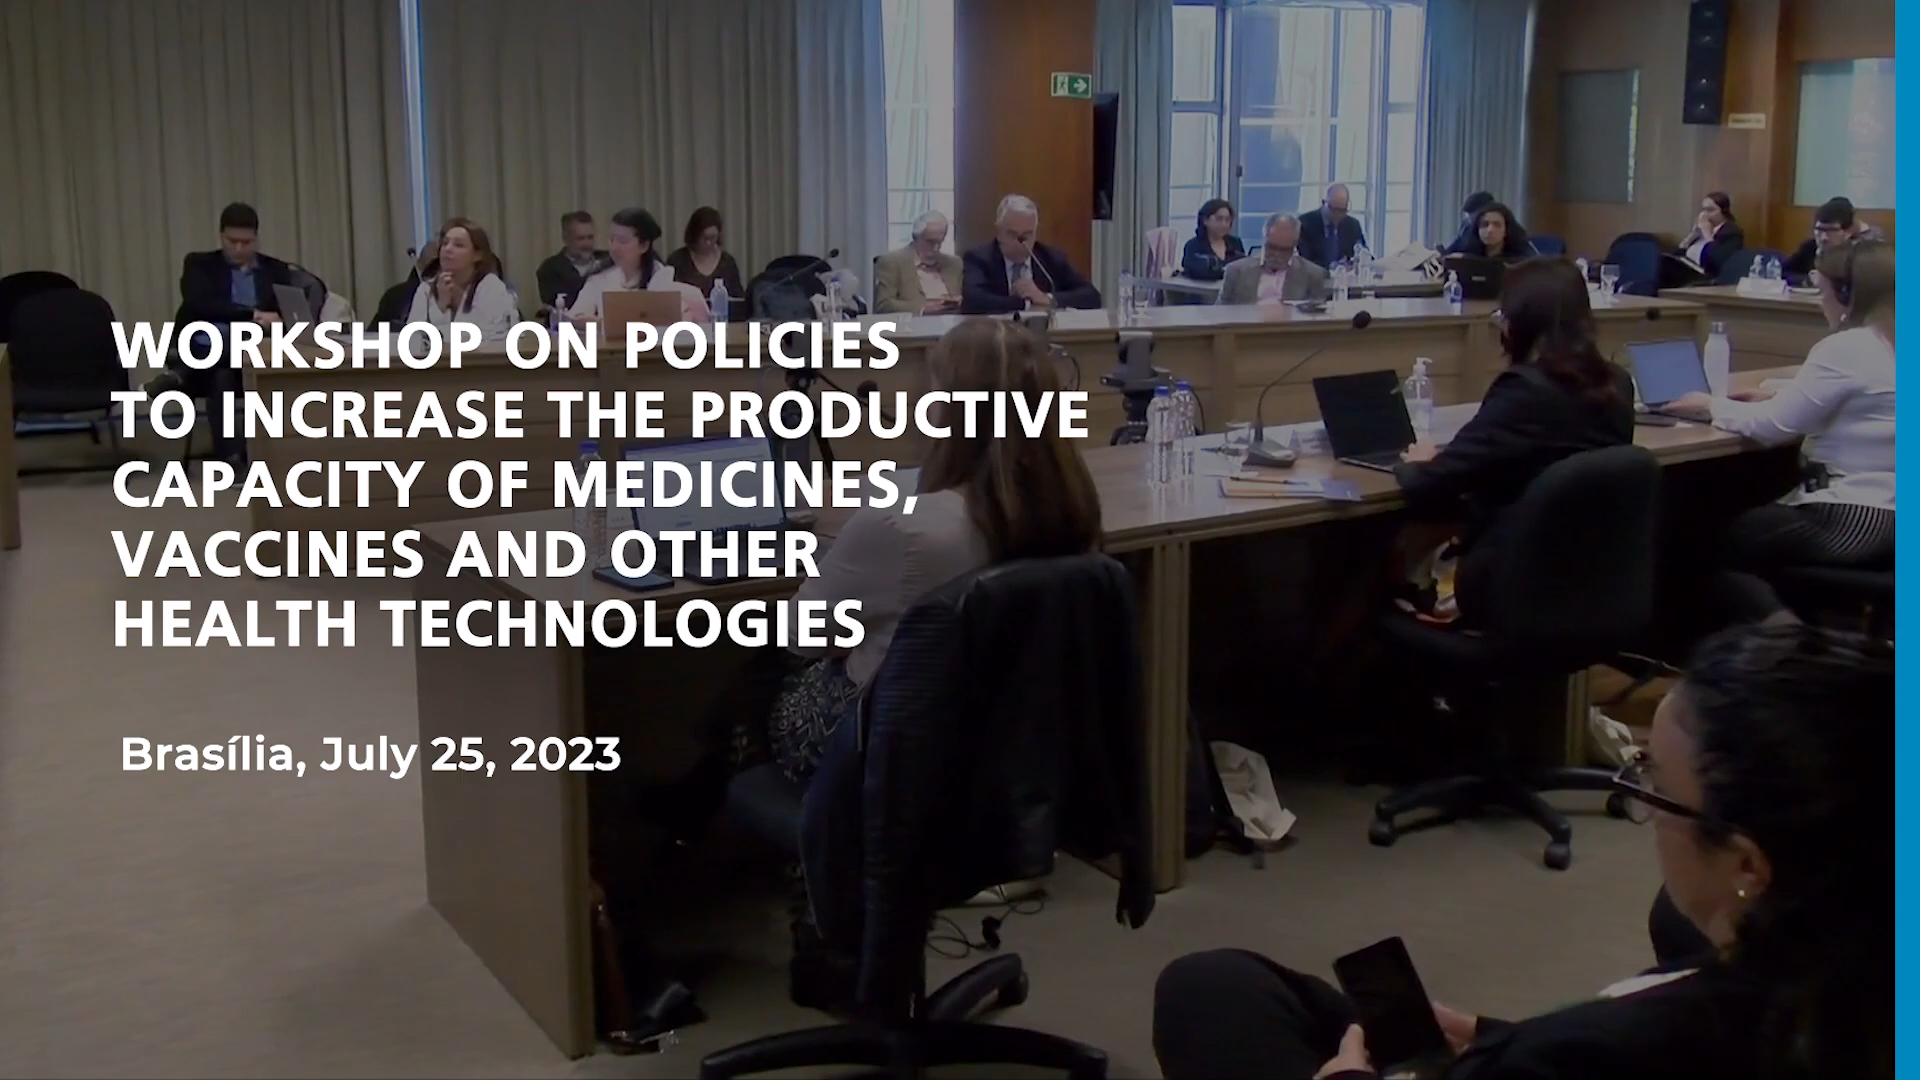 WORKSHOP ON POLICIES
TO INCREASE THE PRODUCTIVE
CAPACITY OF MEDICINES,
VACCINES AND OTHER
HEALTH TECHNOLOGIES
Brasília, July 25, 2023